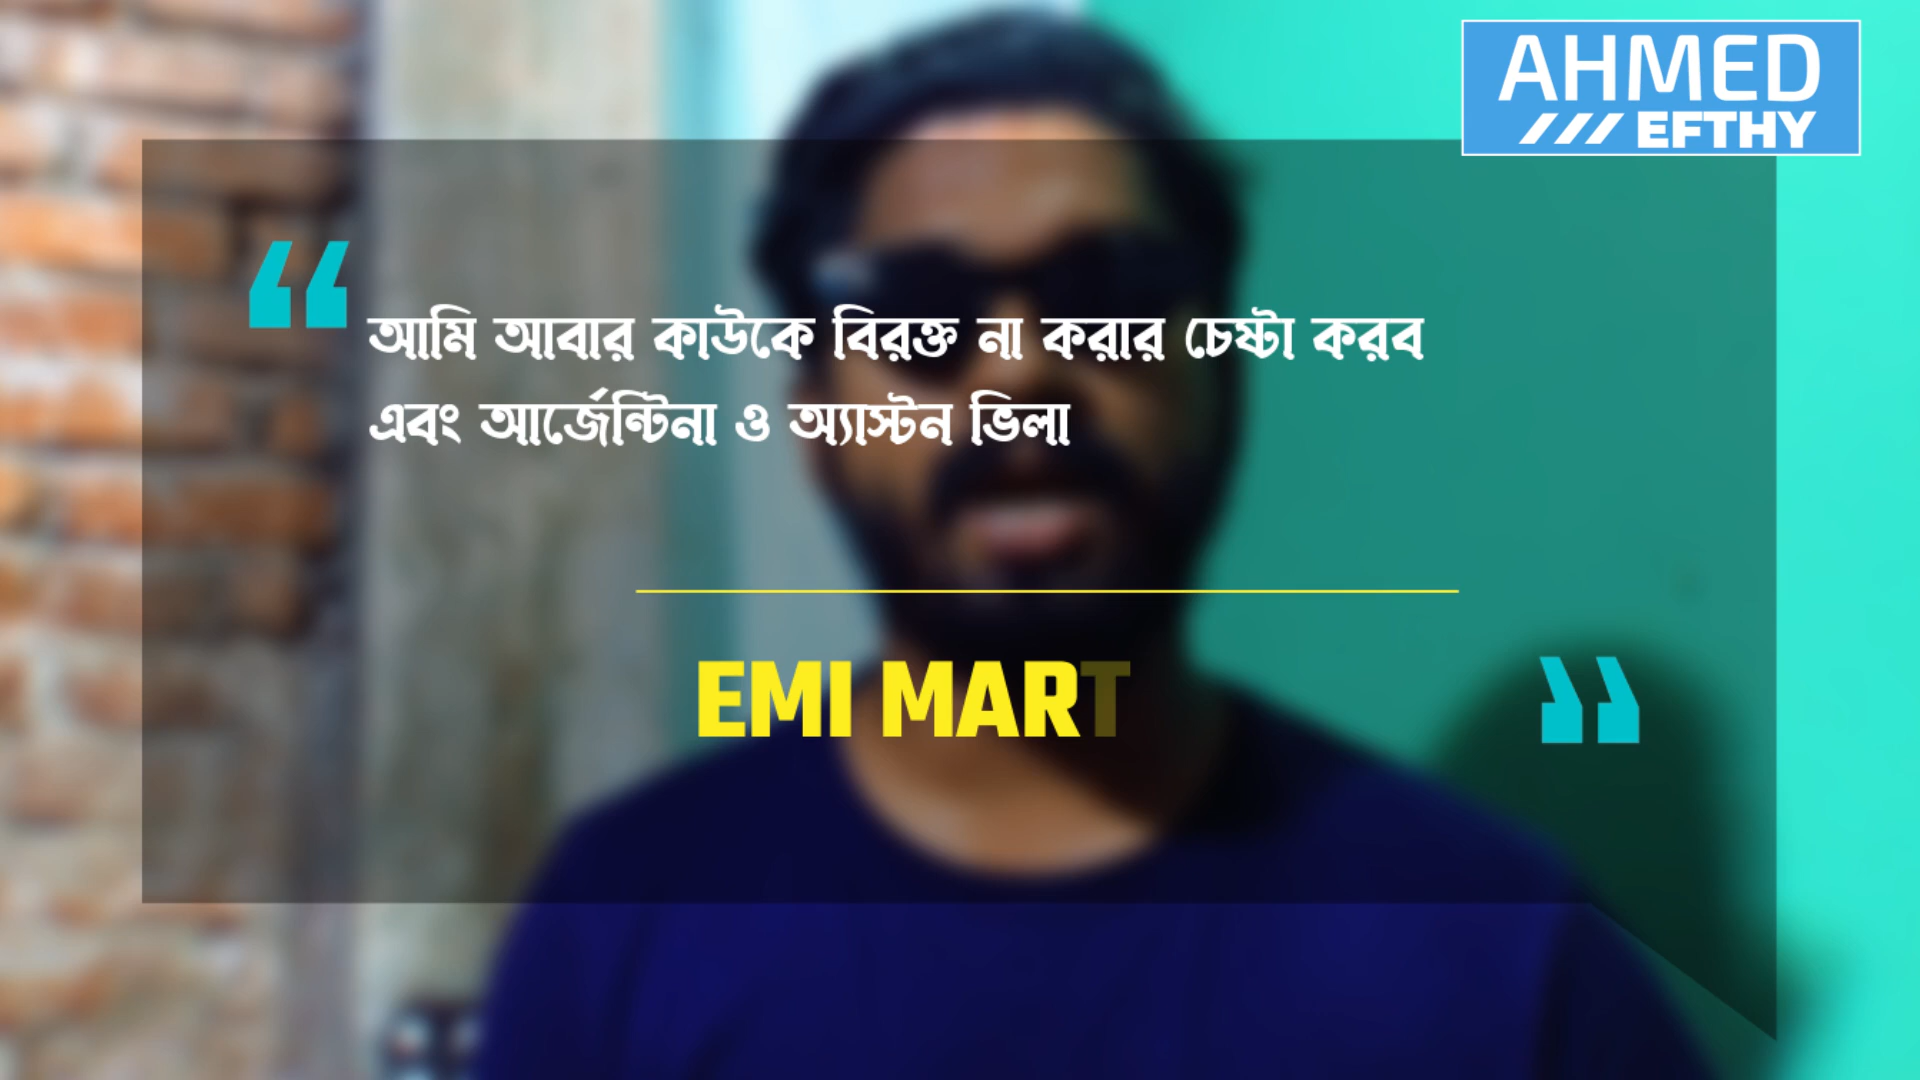 AHMED
EFTHY
“ আমি আবার কাউকে বিরক্ত না করার চেষ্টা করব
এবং আর্জেন্টিনা ও অ্যাস্টন ভিলা
EMI MART ”